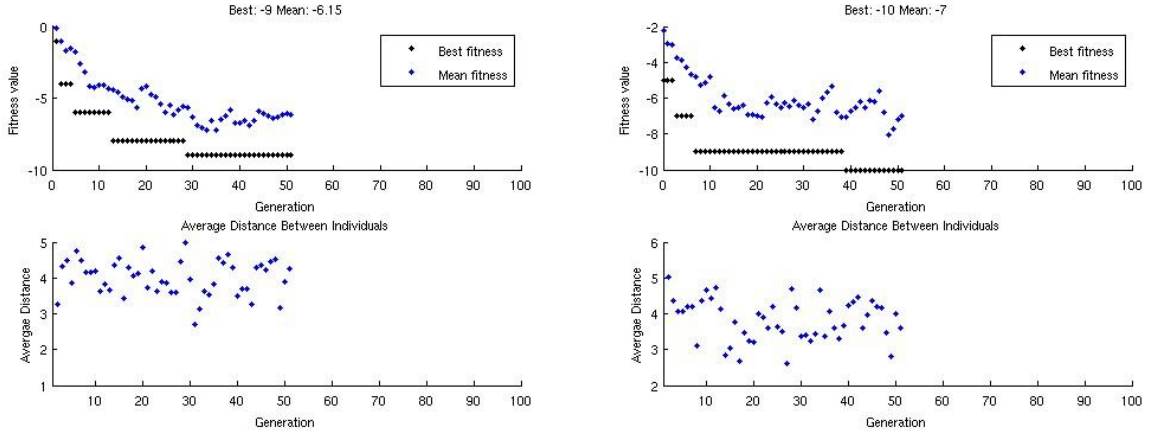 Best: -9 Mean: -6.15
0
-5
-10
Fitness value
Best fitness
Mean fitness
0 10 20 30 40 50 60 70 80 90 100
Generation
Average Distance Between Individuals
5
4
3
2
1
Avergae Distance
10 20 30 40 50 60 70 80 90 100
Generation
Best: -10 Mean: -7
-2
-4
-6
-8
-10
Fitness value
Best fitness
Mean fitness
0 10 20 30 40 50 60 70 80 90 100
Generation
Average Distance Between Individuals
6
5
4
3
2
Avergae Distance
10 20 30 40 50 60 70 80 90 100
Generation